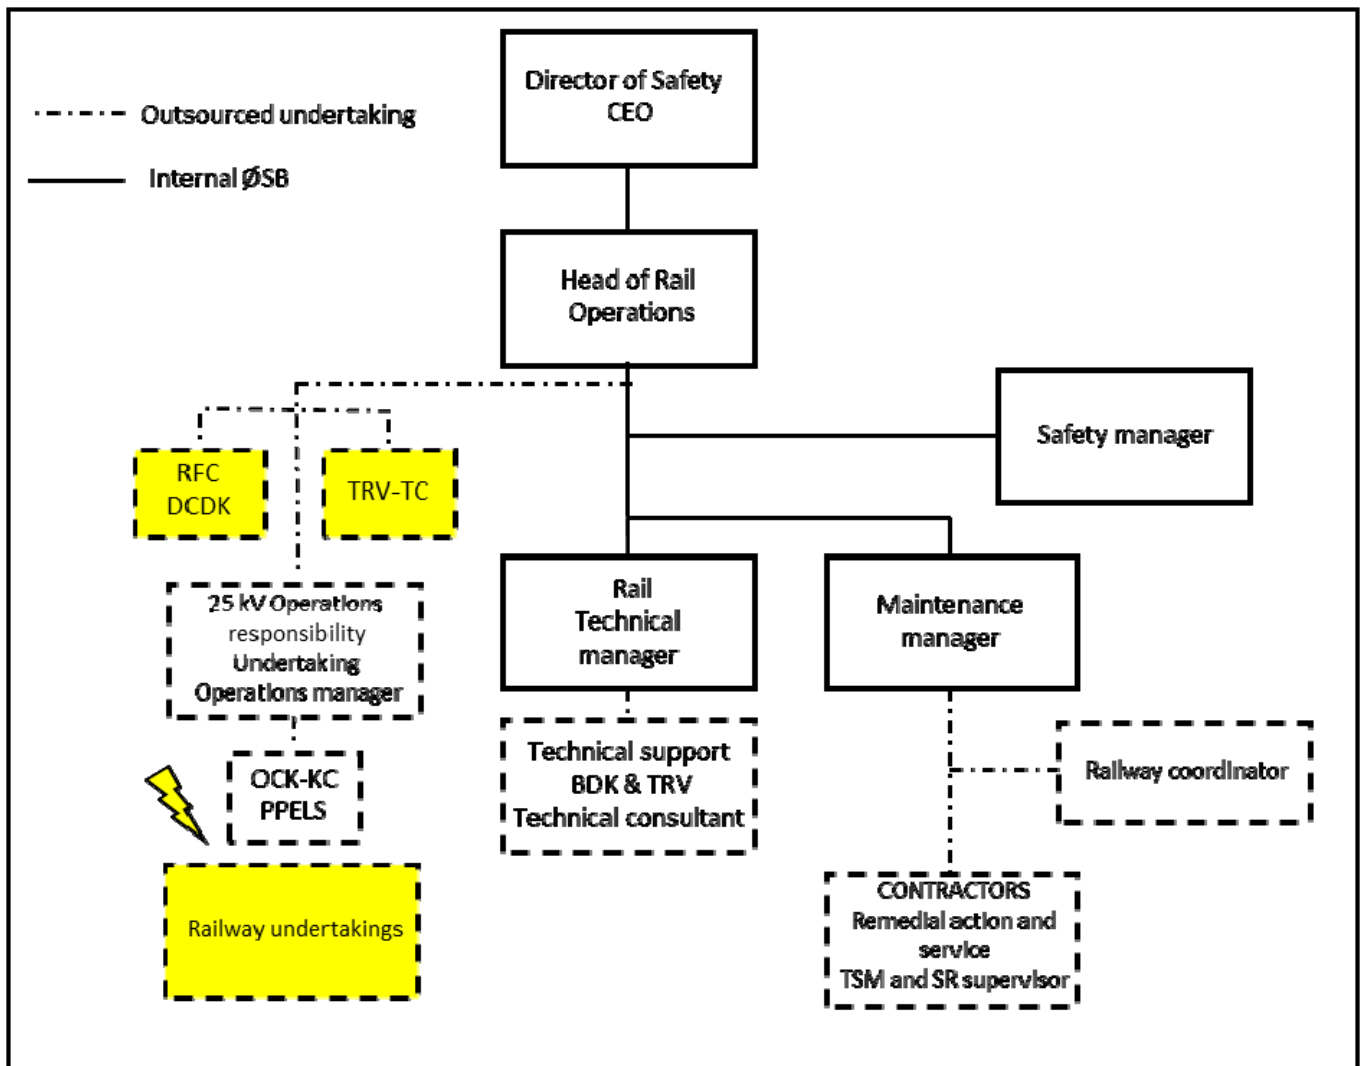 Director of Safety
CEO
Outsourced undertaking
Internal ØSB
Head of Rail
Operations
Safety manager
RFC
DCDK
TRV-TC
25 kV Operations
responsibility
Undertaking
Operations manager
Rail
Technical
manager
Maintenance
manager
OCK-KC
PPELS
Technical support
BDK & TRV
Technical consultant
Railway coordinator
Railway undertakings
CONTRACTORS
Remedial action and
service
TSM and SR supervisor